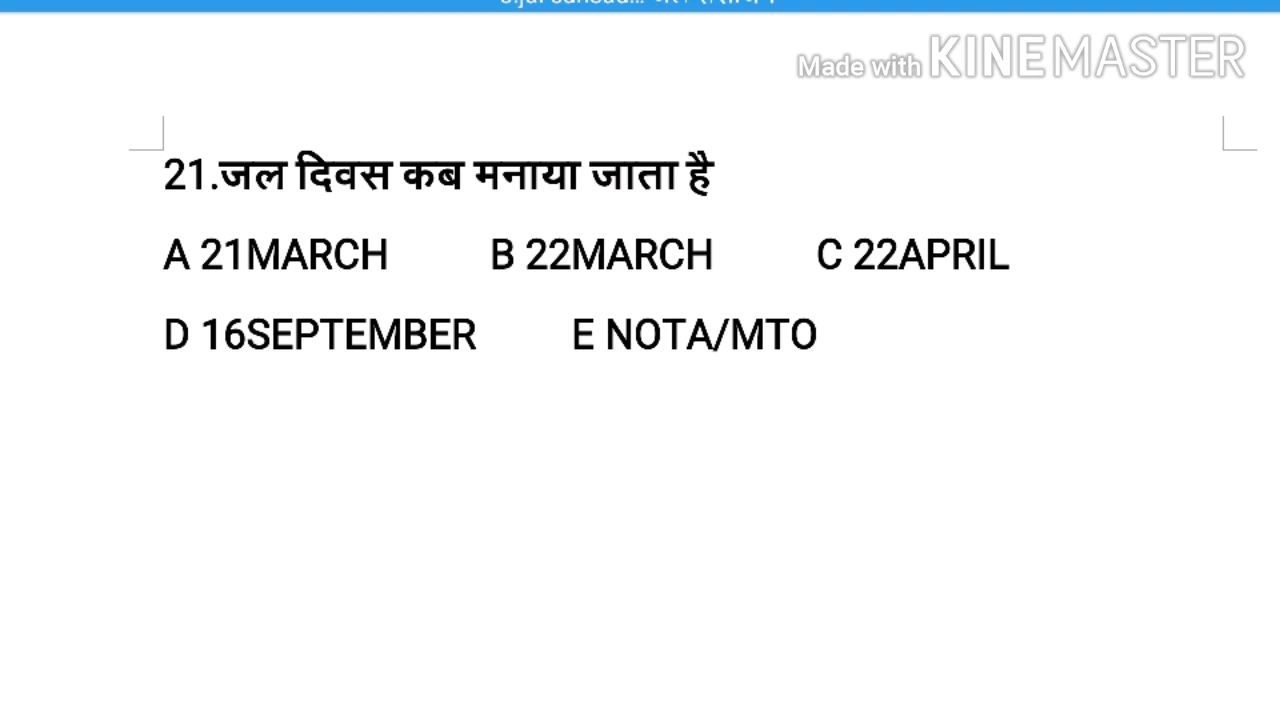 Made with KINEMASTER
21.जल दिवस कब मनाया जाता है
A 21MARCH B 22MARCH C 22APRIL
D 16SEPTEMBER E NOTA/MTO